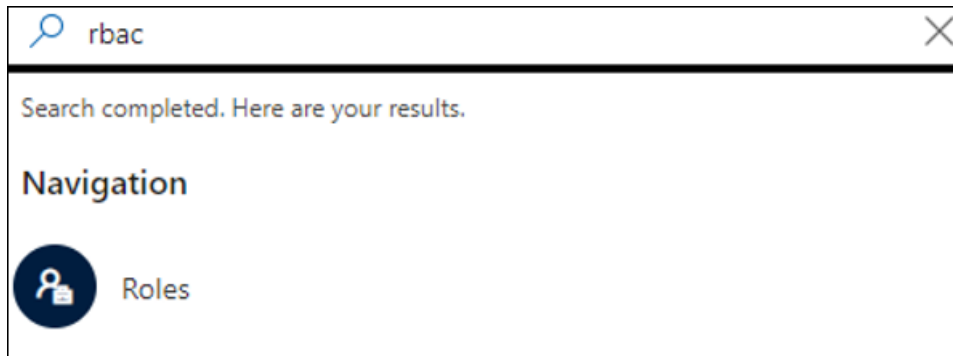 rbac
Search completed. Here are your results.
Navigation
Roles